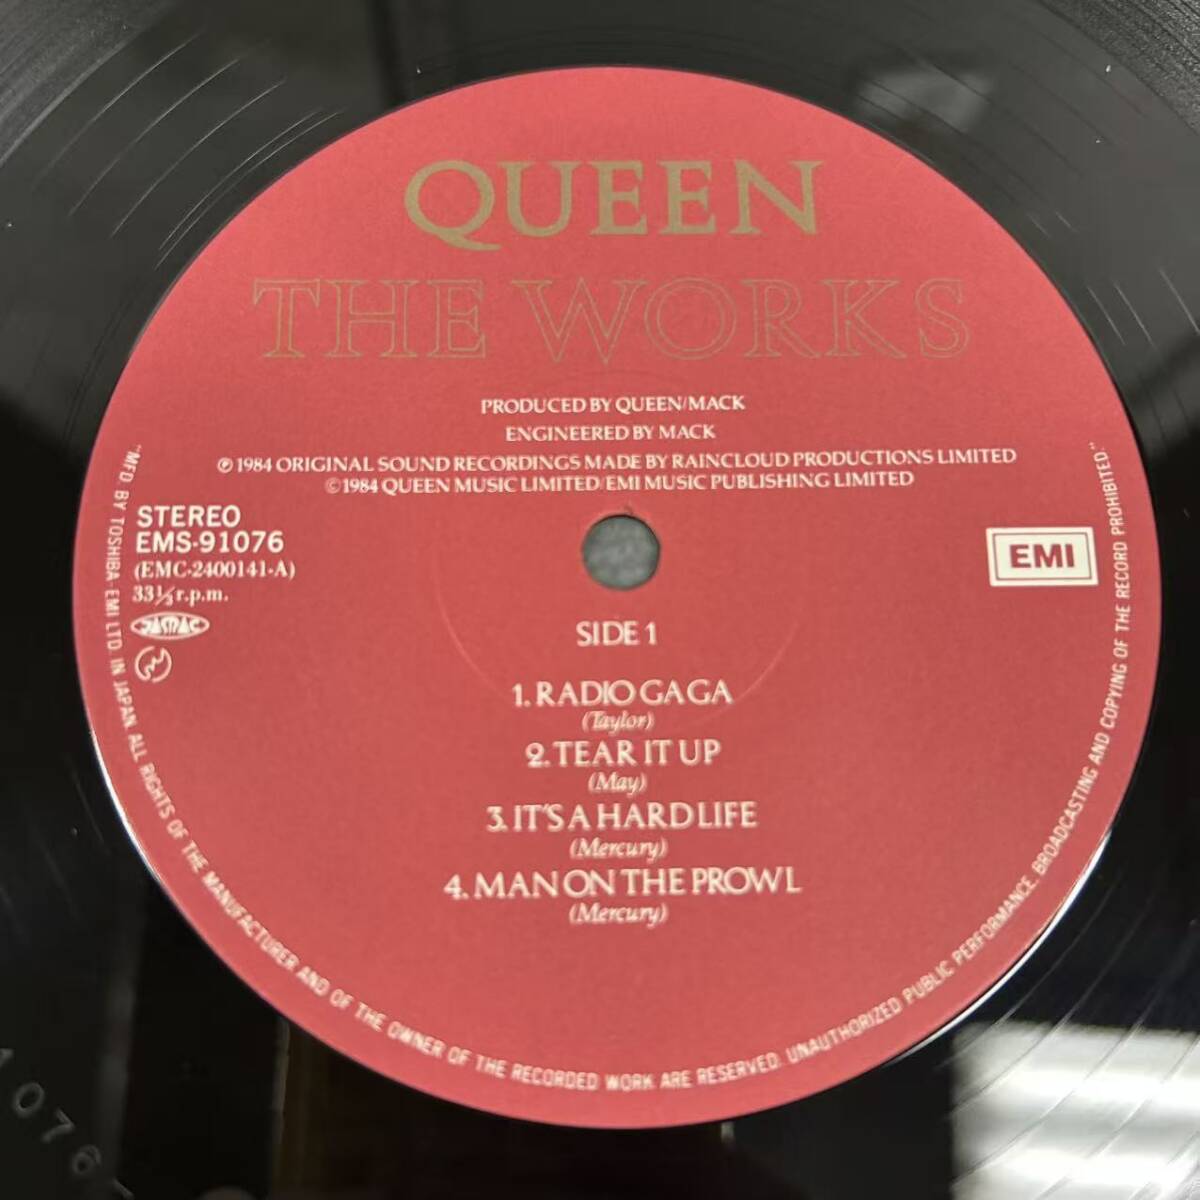 QUEEN
THE WORKS
PRODUCED BY QUEEN/MACK
ENGINEERED BY MACK
℗ 1984 ORIGINAL SOUND RECORDINGS MADE BY RAINCLOUD PRODUCTIONS LIMITED
©1984 QUEEN MUSIC LIMITED/EMI MUSIC PUBLISHING LIMITED
STEREO
EMS-91076
(EMC-2400141-A)
33⅓ r.p.m.
JASRAC
EMI
SIDE 1
1. RADIO GA GA
(Taylor)
2. TEAR IT UP
(May)
3. IT'S A HARD LIFE
(Mercury)
4. MAN ON THE PROWL
(Mercury)
"MFD BY TOSHIBA-EMI LTD. IN JAPAN ALL RIGHTS OF THE MANUFACTURER AND OF THE OWNER OF THE RECORDED WORK ARE RESERVED. UNAUTHORIZED PUBLIC PERFORMANCE. BROADCASTING AND COPYING OF THE RECORD PROHIBITED."
1076